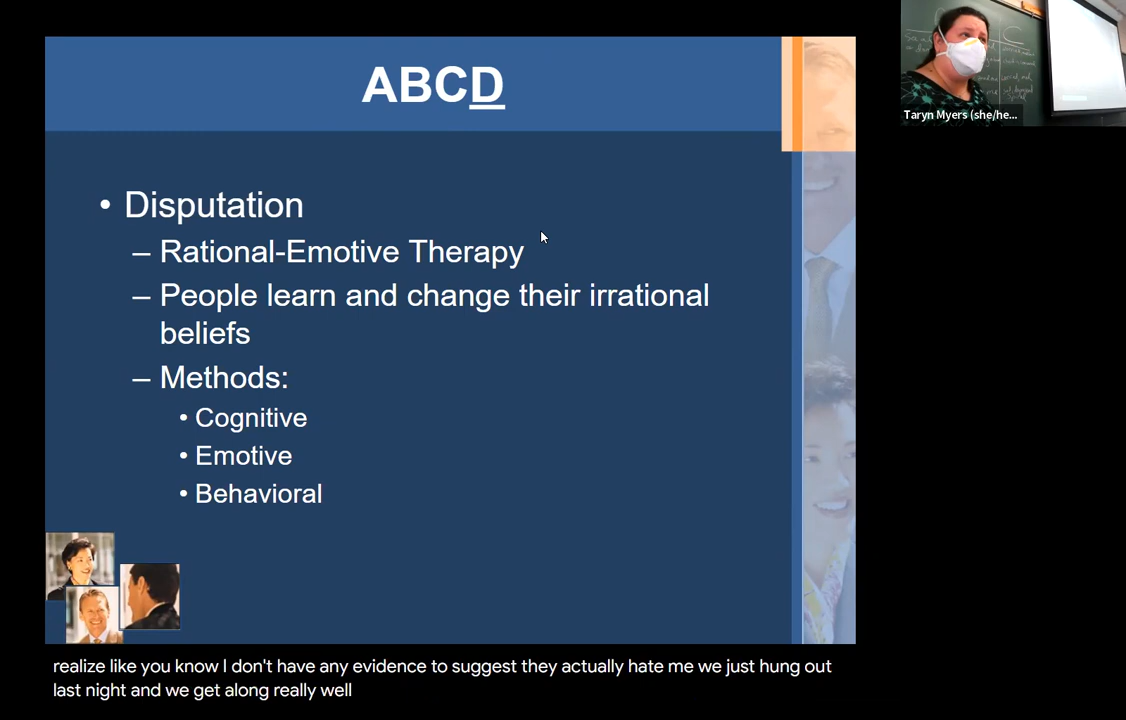 ABCD
• Disputation
– Rational-Emotive Therapy
– People learn and change their irrational
beliefs
– Methods:
• Cognitive
• Emotive
• Behavioral
Taryn Myers (she/he...
realize like you know I don't have any evidence to suggest they actually hate me we just hung out
last night and we get along really well